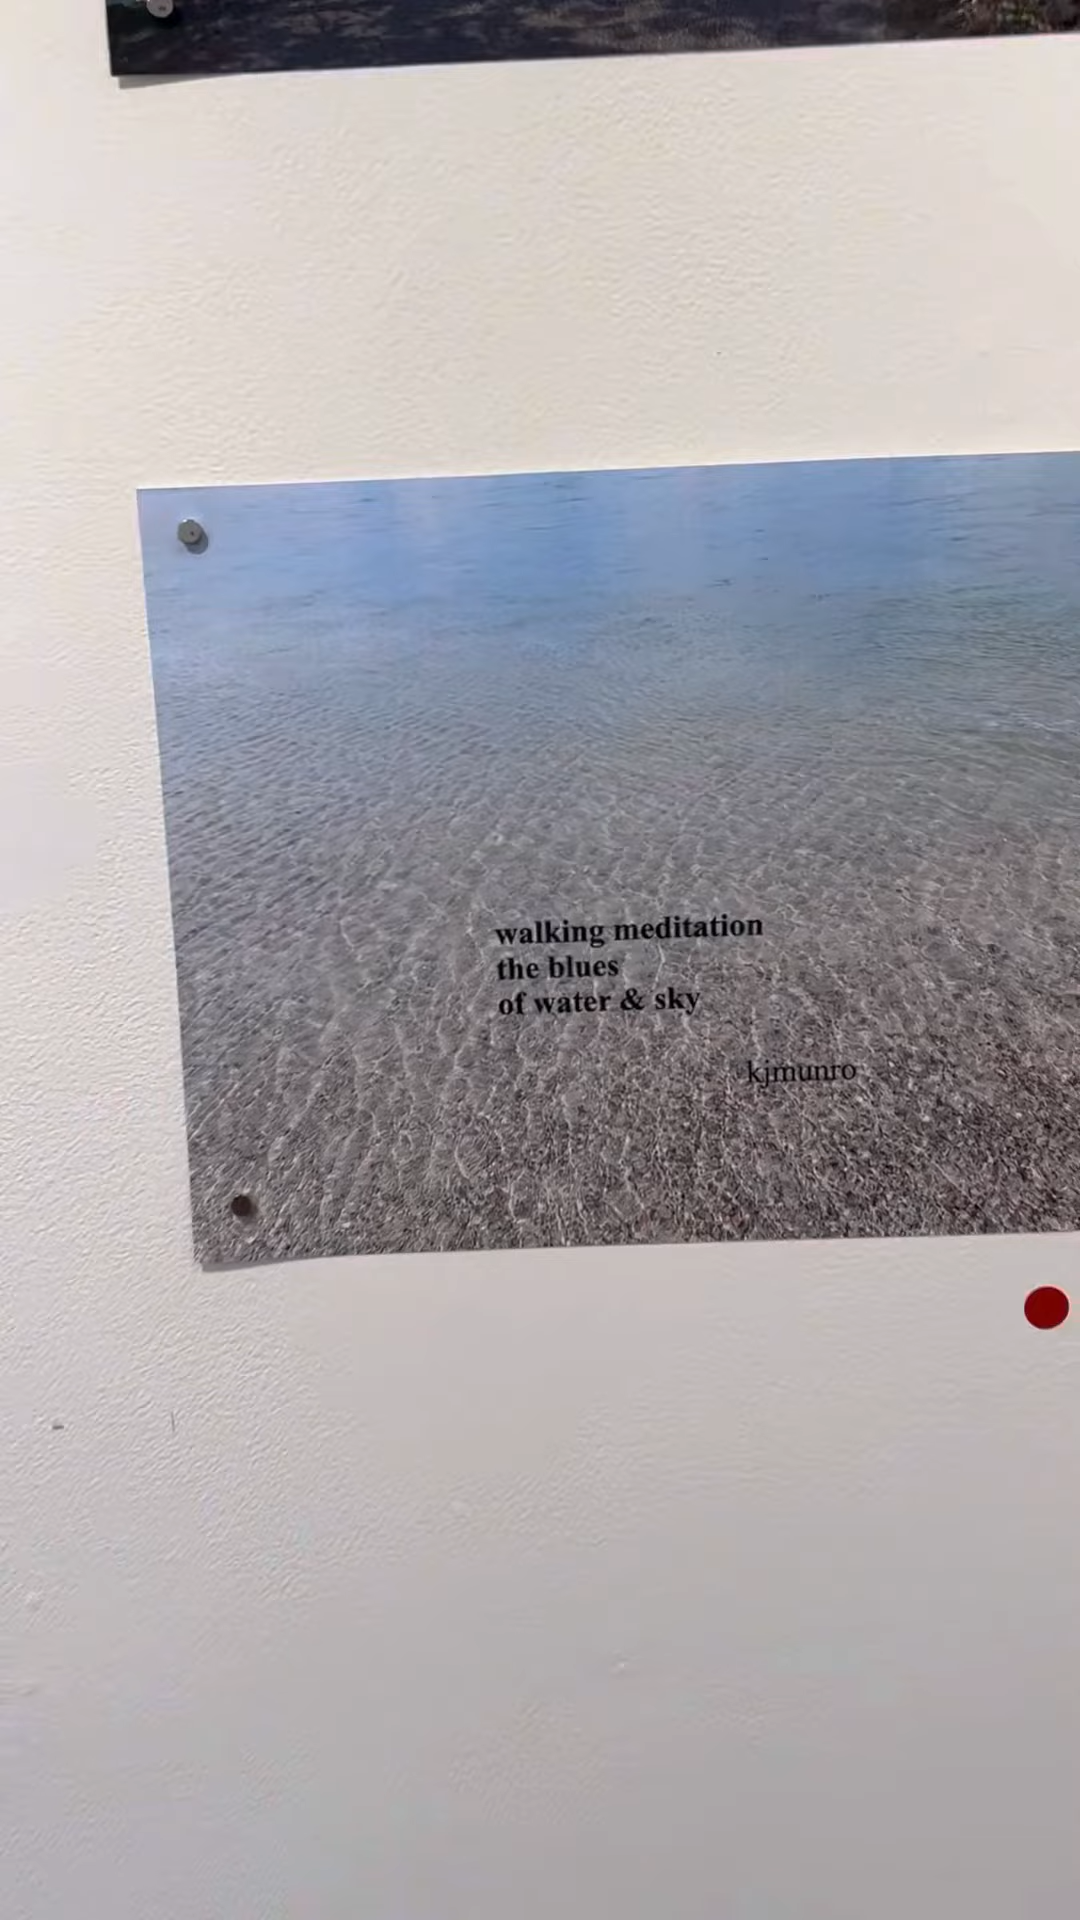 walking meditation
the blues
of water & sky
kjmunro